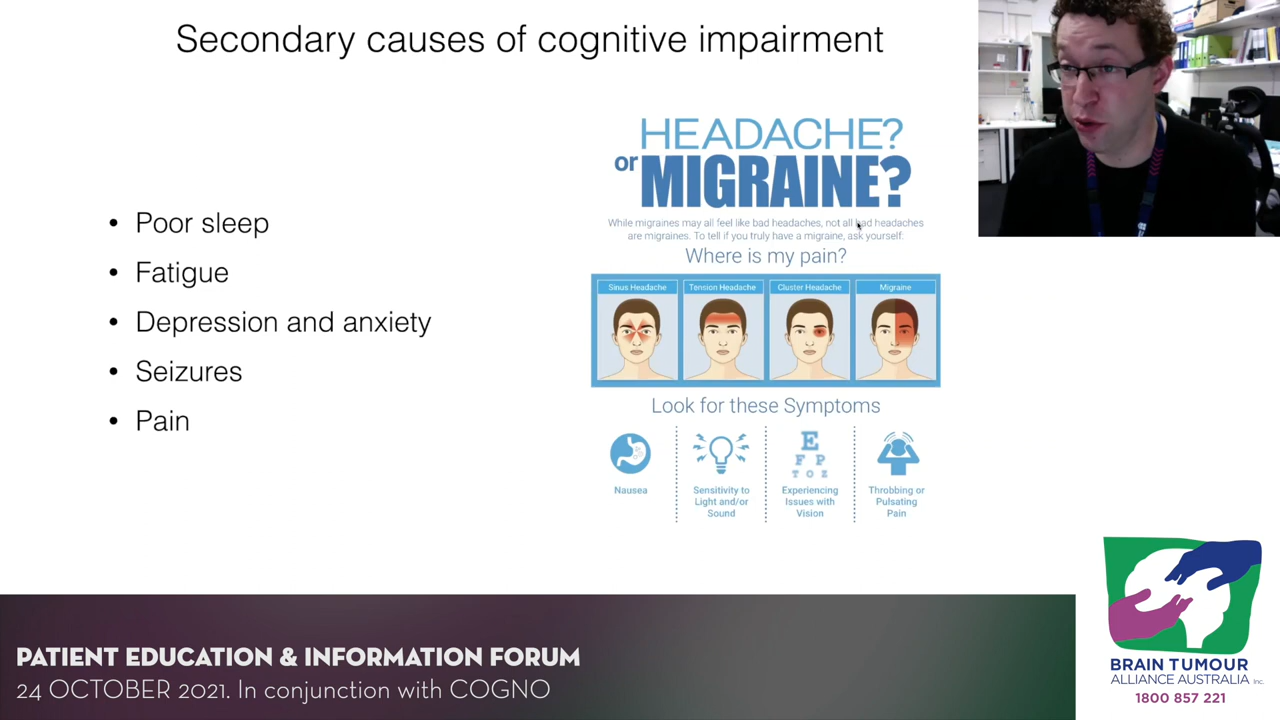 Secondary causes of cognitive impairment
• Poor sleep
• Fatigue
• Depression and anxiety
• Seizures
• Pain
HEADACHE?
or MIGRAINE?
While migraines may all feel like bad headaches, not all bad headaches
are migraines. To tell if you truly have a migraine, ask yourself:
Where is my pain?
Sinus Headache
Tension Headache
Cluster Headache
Migraine
Look for these Symptoms
E
F P
T O Z
Nausea
Sensitivity to
Light and/or
Sound
Experiencing
Issues with
Vision
Throbbing or
Pulsating
Pain
PATIENT EDUCATION & INFORMATION FORUM
24 OCTOBER 2021. In conjunction with COGNO
BRAIN TUMOUR
ALLIANCE AUSTRALIA Inc.
1800 857 221